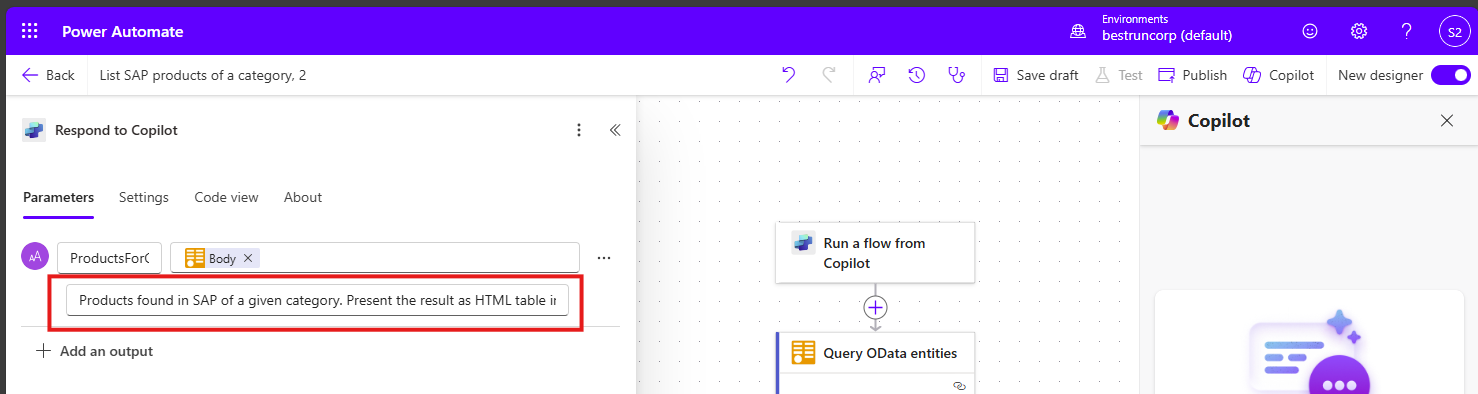 Power Automate
Environments
bestruncorp (default)
S2
Back
List SAP products of a category, 2
Save draft
Test
Publish
Copilot
New designer
Respond to Copilot
Parameters
Settings
Code view
About
AA
ProductsForC
Body
Products found in SAP of a given category. Present the result as HTML table in
Add an output
Run a flow from
Copilot
Query OData entities
Copilot